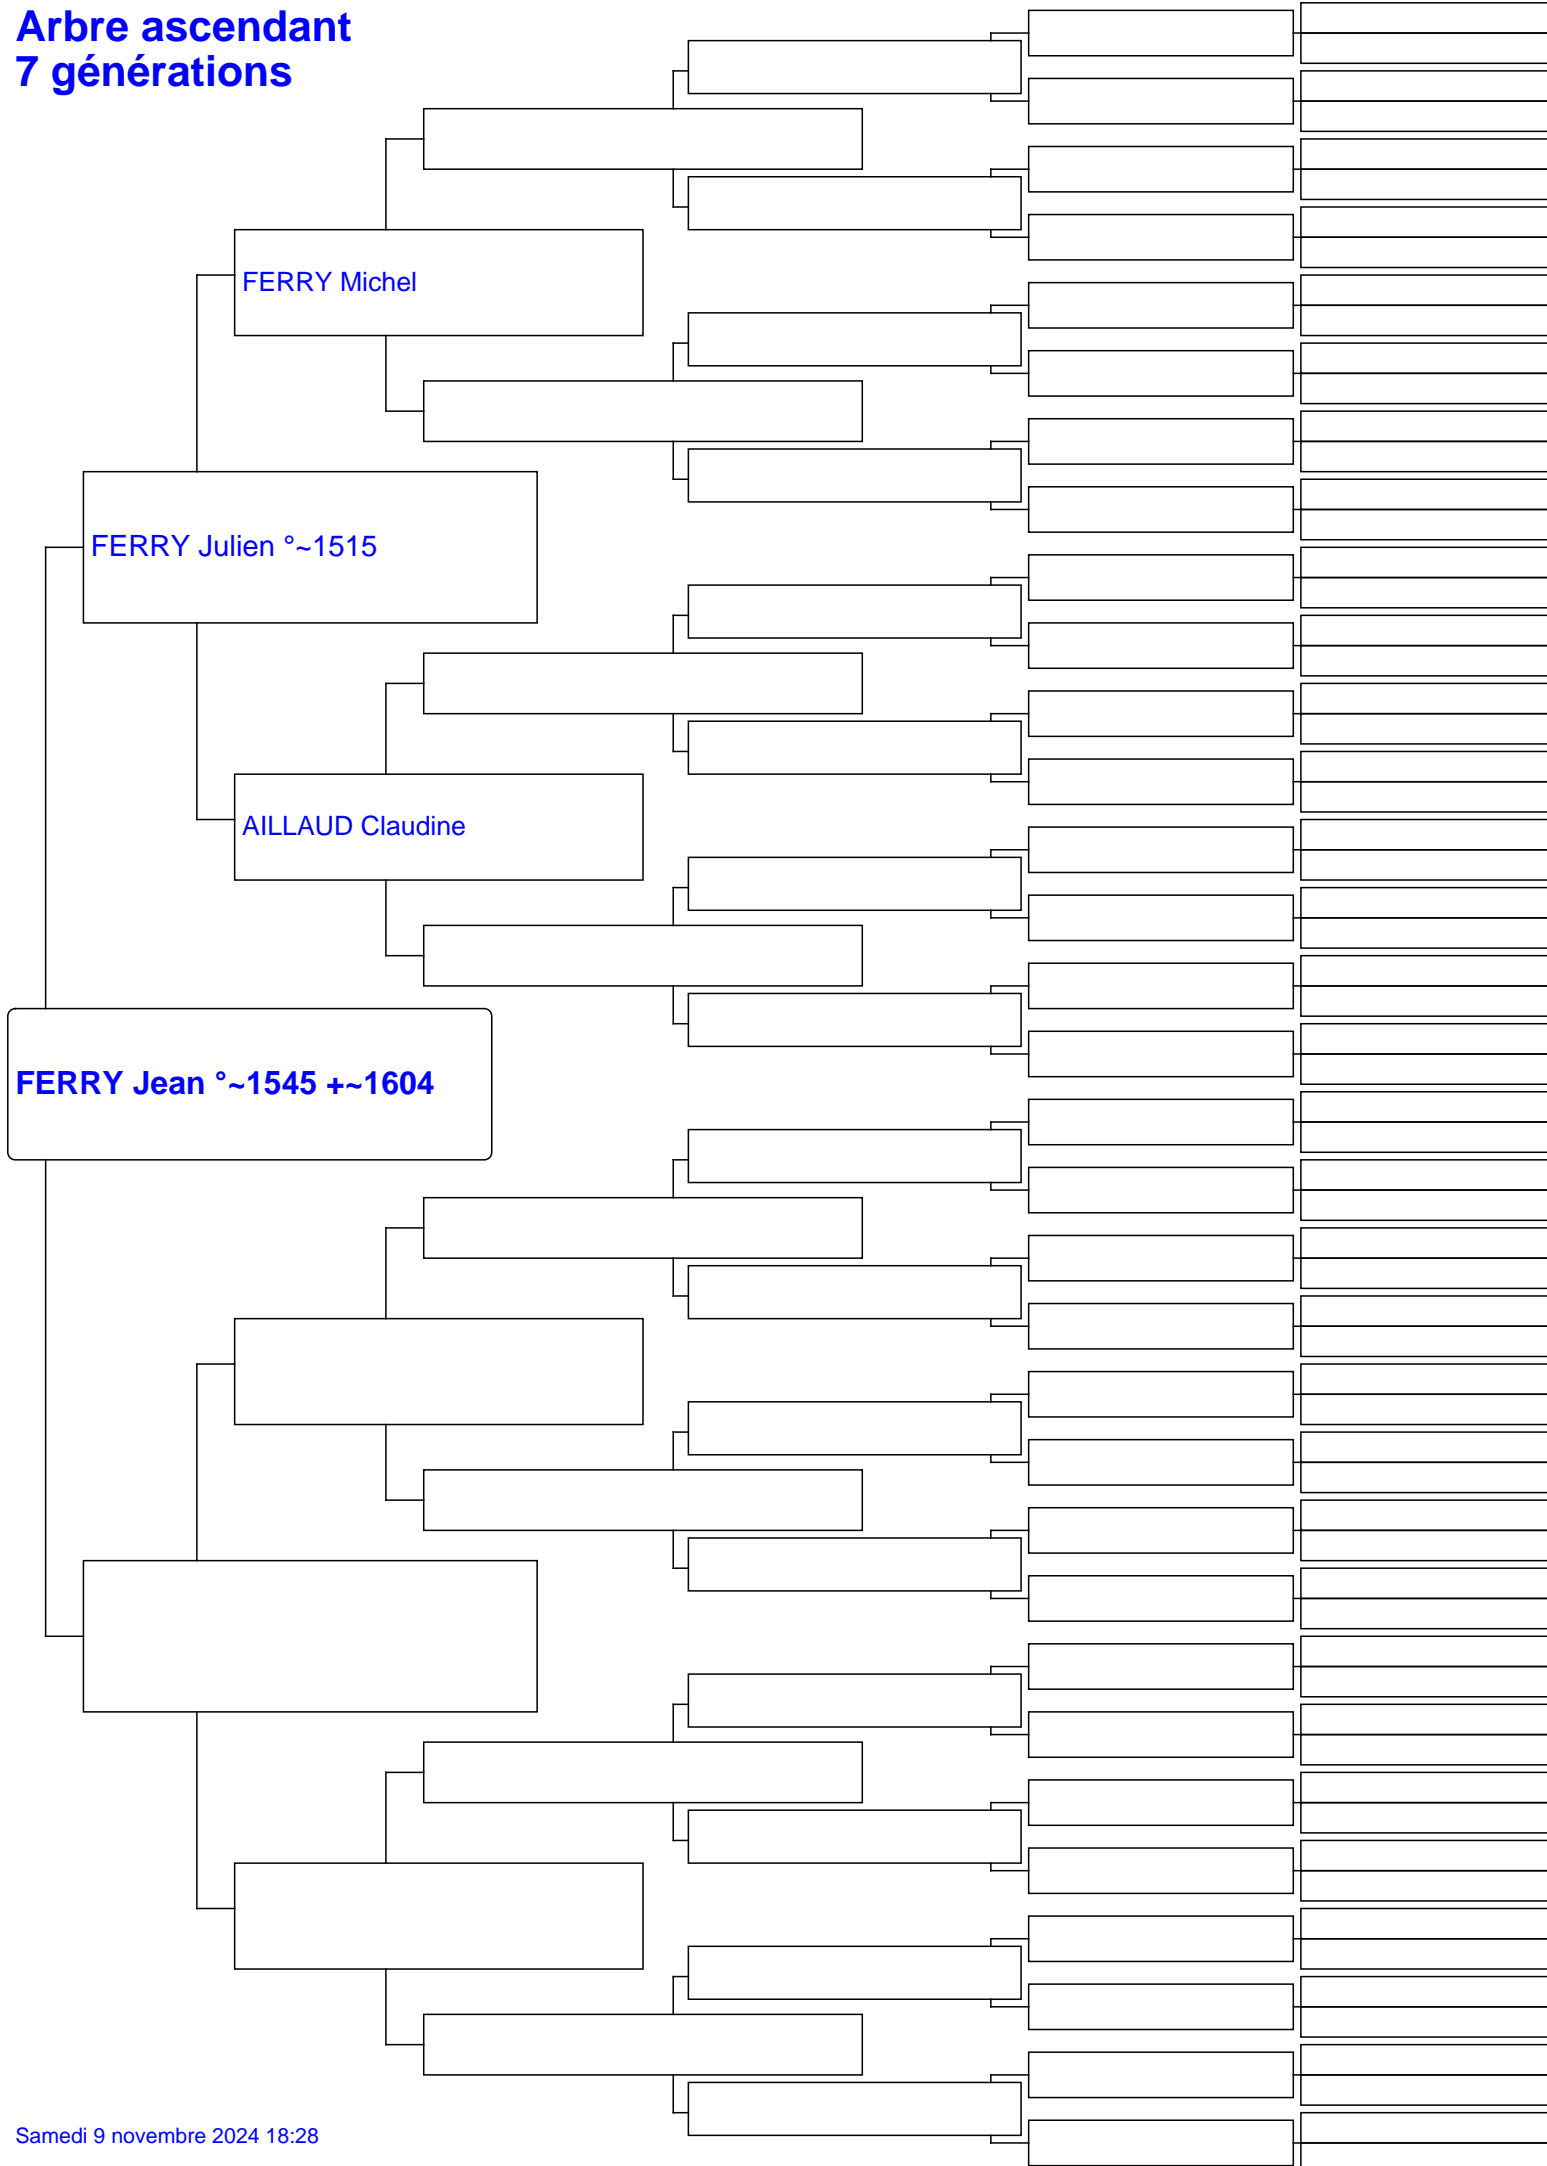 Arbre ascendant
7 générations
FERRY Michel
FERRY Julien °~1515
AILLAUD Claudine
FERRY Jean °~1545 +~1604
Samedi 9 novembre 2024 18:28